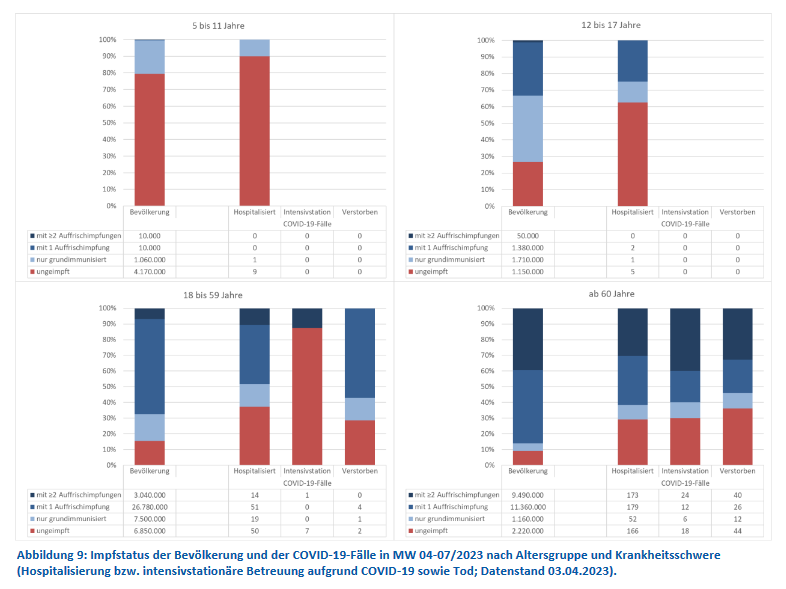 5 bis 11 Jahre
100%
90%
80%
70%
60%
50%
40%
30%
20%
10%
0%
Bevölkerung Hospitalisiert Intensivstation Verstorben
COVID-19-Fälle
mit ≥2 Auffrischimpfungen 10.000 0 0 0
mit 1 Auffrischimpfung 10.000 0 0 0
nur grundimmunisiert 1.060.000 1 0 0
ungeimpft 4.170.000 9 0 0
12 bis 17 Jahre
100%
90%
80%
70%
60%
50%
40%
30%
20%
10%
0%
Bevölkerung Hospitalisiert Intensivstation Verstorben
COVID-19-Fälle
mit ≥2 Auffrischimpfungen 50.000 0 0 0
mit 1 Auffrischimpfung 1.380.000 2 0 0
nur grundimmunisiert 1.710.000 1 0 0
ungeimpft 1.150.000 5 0 0
18 bis 59 Jahre
100%
90%
80%
70%
60%
50%
40%
30%
20%
10%
0%
Bevölkerung Hospitalisiert Intensivstation Verstorben
COVID-19-Fälle
mit ≥2 Auffrischimpfungen 3.040.000 14 1 0
mit 1 Auffrischimpfung 26.780.000 51 0 4
nur grundimmunisiert 7.500.000 19 0 1
ungeimpft 6.850.000 50 7 2
ab 60 Jahre
100%
90%
80%
70%
60%
50%
40%
30%
20%
10%
0%
Bevölkerung Hospitalisiert Intensivstation Verstorben
COVID-19-Fälle
mit ≥2 Auffrischimpfungen 9.490.000 173 24 40
mit 1 Auffrischimpfung 11.360.000 179 12 26
nur grundimmunisiert 1.160.000 52 6 12
ungeimpft 2.220.000 166 18 44
Abbildung 9: Impfstatus der Bevölkerung und der COVID-19-Fälle in MW 04-07/2023 nach Altersgruppe und Krankheitsschwere
(Hospitalisierung bzw. intensivstationäre Betreuung aufgrund COVID-19 sowie Tod; Datenstand 03.04.2023).